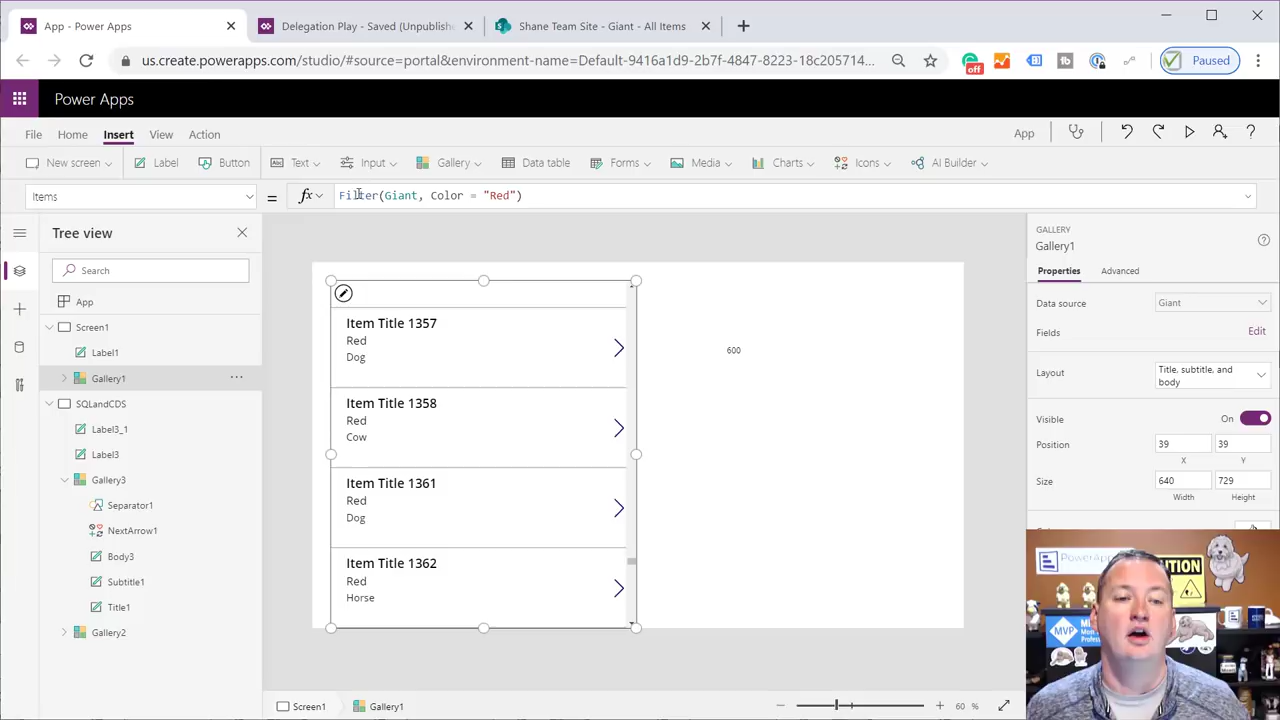 App - Power Apps
Delegation Play - Saved (Unpublishe
Shane Team Site - Giant - All Items
us.create.powerapps.com/studio/#source=portal&environment-name=Default-9416a1d9-2b7f-4847-8223-18c205714...
off
Paused
Power Apps
File Home Insert View Action
App
New screen Label Button Text Input Gallery Data table Forms Media Charts Icons AI Builder
Items = fx Filter(Giant, Color = "Red")
Tree view
Search
App
Screen1
Label1
Gallery1
SQLandCDS
Label3_1
Label3
Gallery3
Separator1
NextArrow1
Body3
Subtitle1
Title1
Gallery2
Item Title 1357
Red
Dog
Item Title 1358
Red
Cow
Item Title 1361
Red
Dog
Item Title 1362
Red
Horse
600
GALLERY
Gallery1
Properties Advanced
Data source Giant
Fields Edit
Layout Title, subtitle, and
body
Visible On
Position 39 39
X Y
Size 640 729
Width Height
PowerApp
CAUTION
MVP
Screen1 Gallery1
60 %